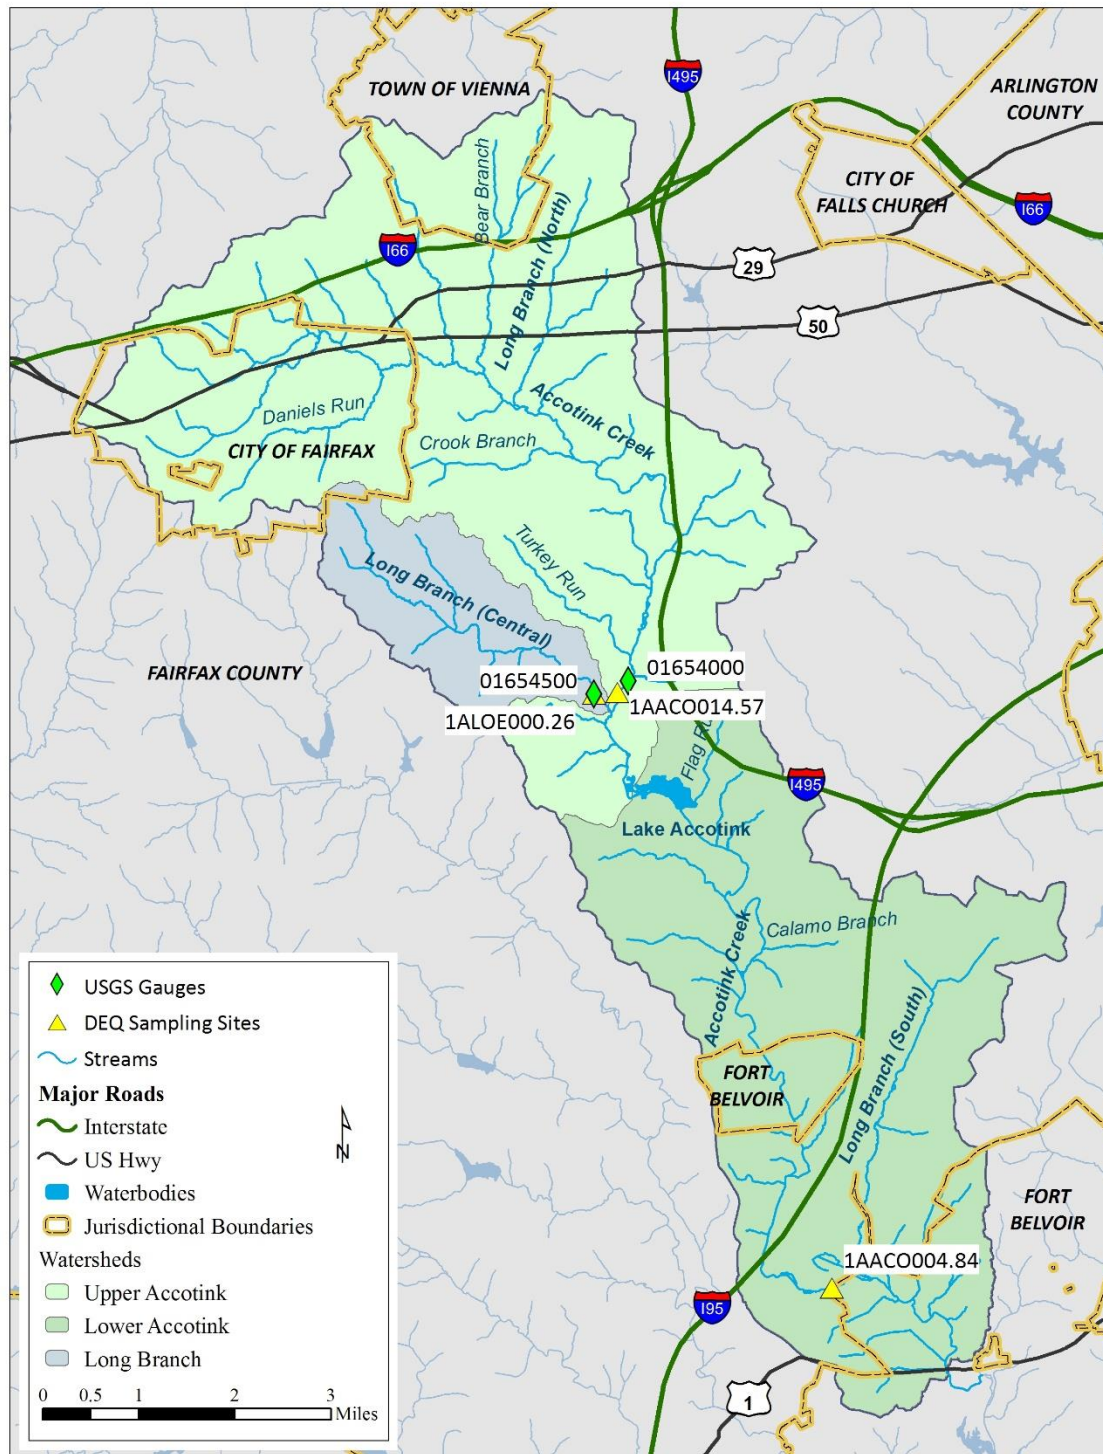 TOWN OF VIENNA
I495
ARLINGTON
COUNTY
CITY OF
FALLS CHURCH
I66
I66
Bear Branch
Long Branch (North)
29
50
Accotink Creek
Daniels Run
CITY OF FAIRFAX
Crook Branch
Turkey Run
Long Branch (Central)
FAIRFAX COUNTY
01654500
01654000
1ALOE000.26
1AACO014.57
I495
Lake Accotink
Calamo Branch
Accotink Creek
Long Branch (South)
FORT
BELVOIR
FORT
BELVOIR
1AACO004.84
I95
1
USGS Gauges
DEQ Sampling Sites
Streams
Major Roads
Interstate
US Hwy
Waterbodies
Jurisdictional Boundaries
Watersheds
Upper Accotink
Lower Accotink
Long Branch
N
0 0.5 1 2 3
Miles
Flag